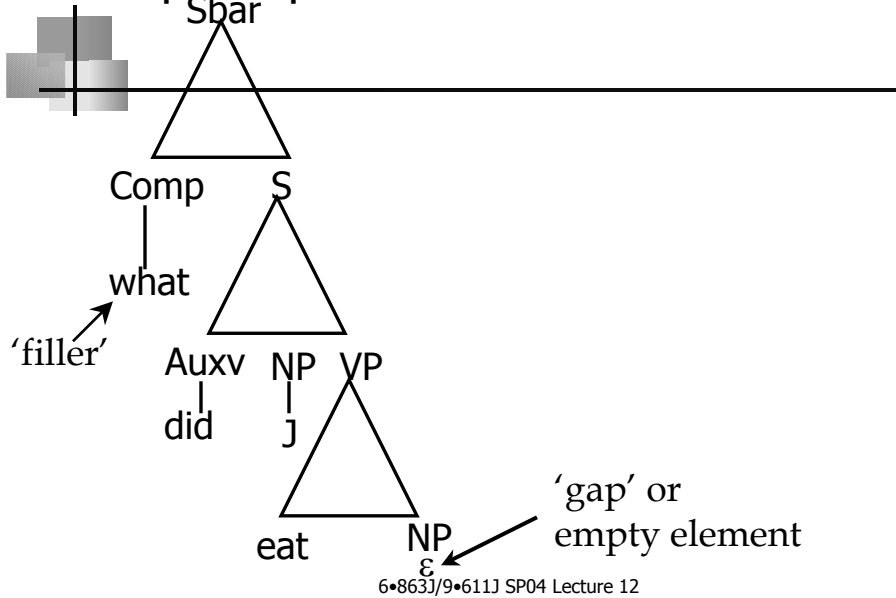 Sbar
Comp S
what
‘filler’
Auxv NP VP
did J
‘gap’ or
empty element
eat NP
ε
6•863J/9•611J SP04 Lecture 12